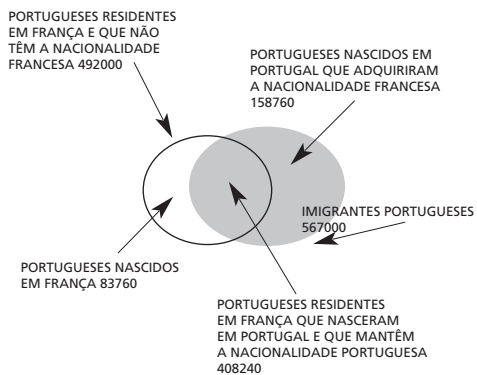 PORTUGUESES RESIDENTES
EM FRANÇA E QUE NÃO
TÊM A NACIONALIDADE
FRANCESA 492000
PORTUGUESES NASCIDOS EM
PORTUGAL QUE ADQUIRIRAM
A NACIONALIDADE FRANCESA
158760
IMIGRANTES PORTUGUESES
567000
PORTUGUESES NASCIDOS
EM FRANÇA 83760
PORTUGUESES RESIDENTES
EM FRANÇA QUE NASCERAM
EM PORTUGAL E QUE MANTÊM
A NACIONALIDADE PORTUGUESA
408240